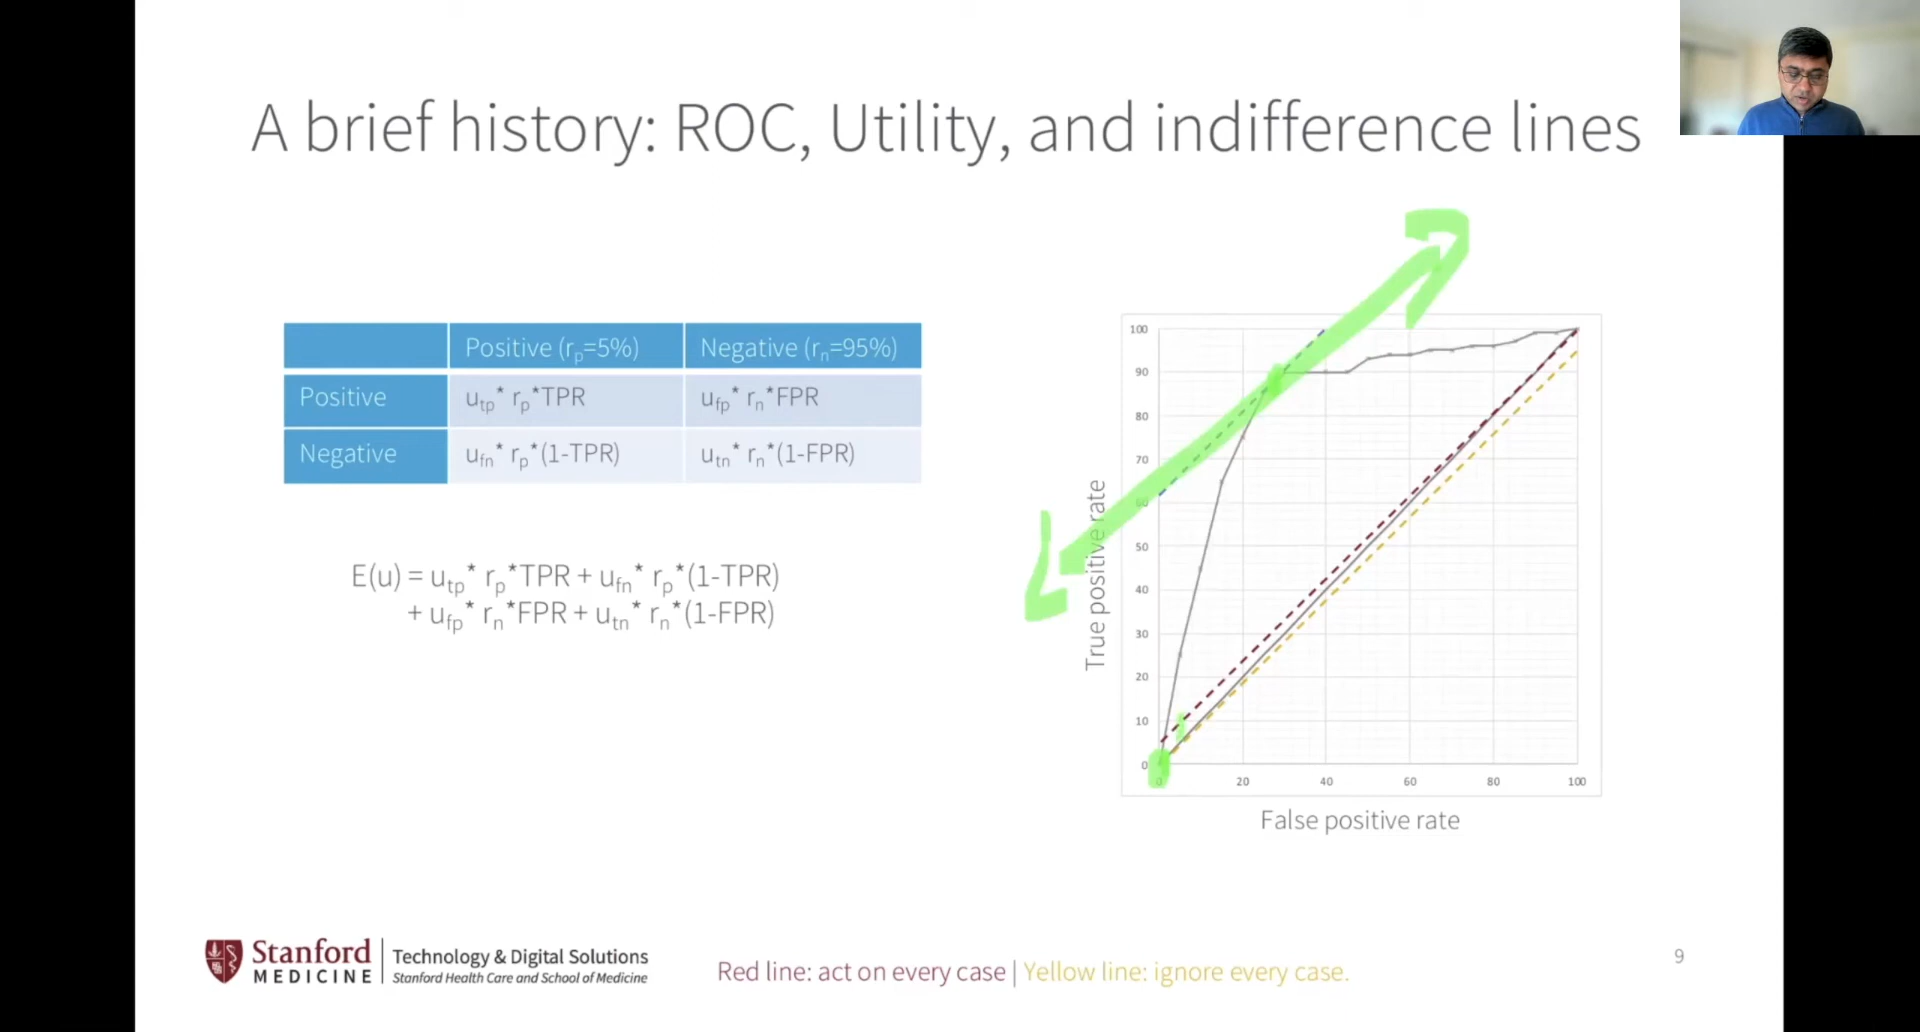 A brief history: ROC, Utility, and indifference lines
Positive (rp=5%) Negative (rn=95%)
Positive utp* rp*TPR ufp* rn*FPR
Negative ufn* rp*(1-TPR) utn* rn*(1-FPR)
E(u) = utp* rp*TPR + ufn* rp*(1-TPR)
+ ufp* rn*FPR + utn* rn*(1-FPR)
True positive rate
100
90
80
70
60
50
40
30
20
10
0
0 20 40 60 80 100
False positive rate
Stanford
MEDICINE
Technology & Digital Solutions
Stanford Health Care and School of Medicine
Red line: act on every case | Yellow line: ignore every case.
9